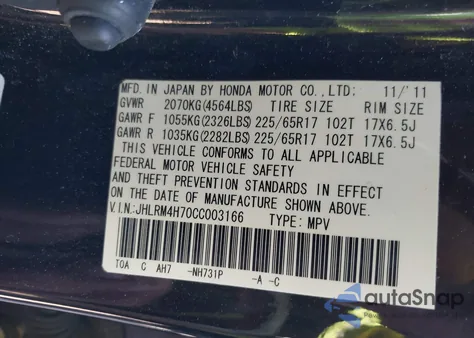 MFD. IN JAPAN BY HONDA MOTOR CO.,LTD: 11/'11
GVWR 2070KG(4564LBS) TIRE SIZE RIM SIZE
GAWR F 1055KG(2326LBS) 225/65R17 102T 17X6.5J
GAWR R 1035KG(2282LBS) 225/65R17 102T 17X6.5J
THIS VEHICLE CONFORMS TO ALL APPLICABLE
FEDERAL MOTOR VEHICLE SAFETY
AND THEFT PREVENTION STANDARDS IN EFFECT
ON THE DATE OF MANUFACTURE SHOWN ABOVE.
V.I.N.:JHLRM4H70CC003166 TYPE: MPV
TOA C AH7 -NH731P -A -C
autoSnap